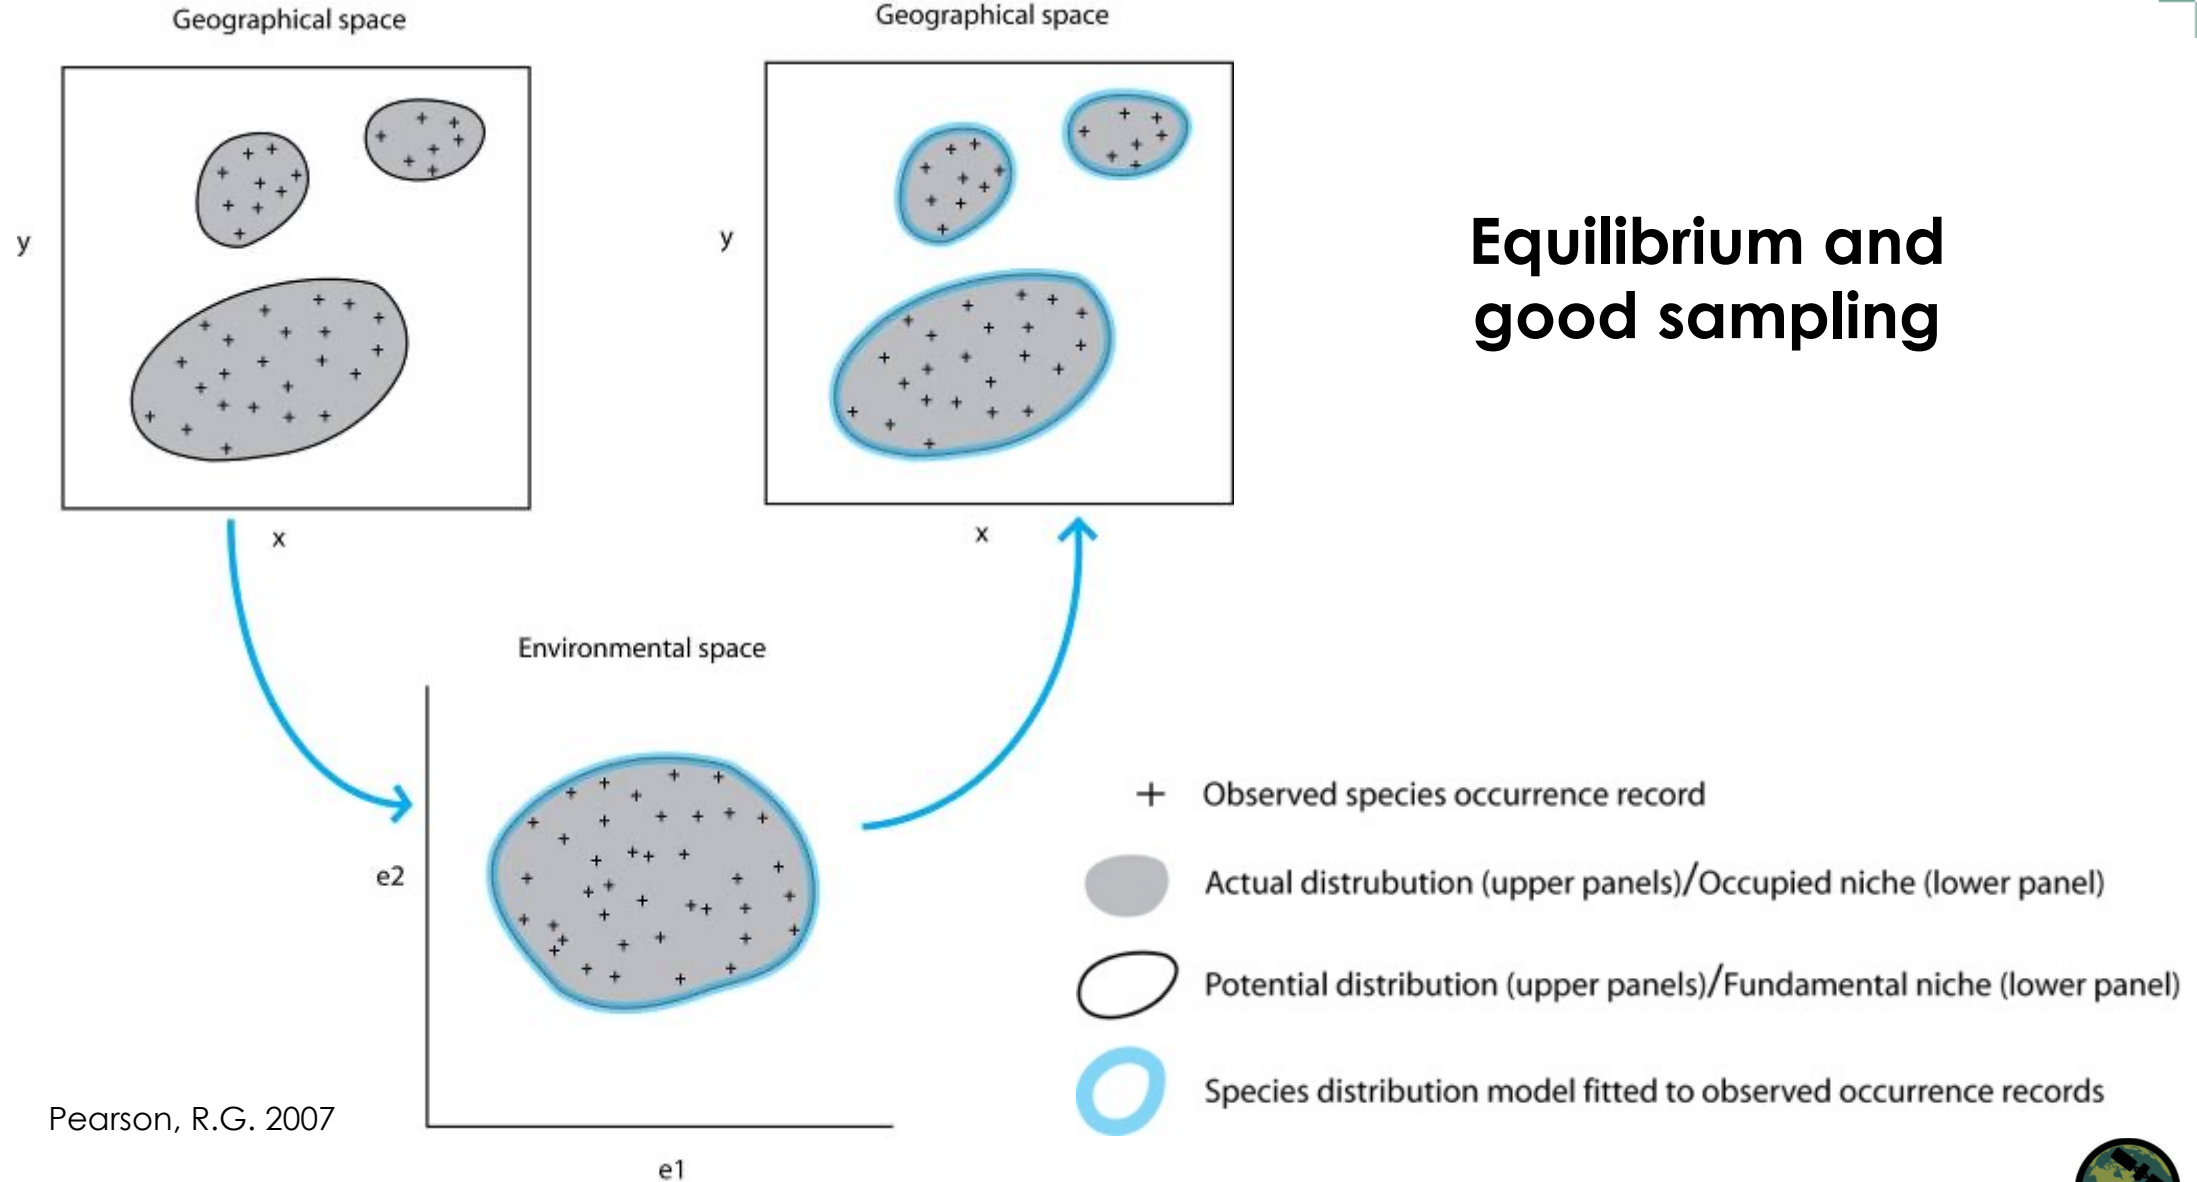 Geographical space
Geographical space
y
y
Equilibrium and
good sampling
x
x
Environmental space
+ Observed species occurrence record
e2
Actual distrubution (upper panels)/Occupied niche (lower panel)
Potential distribution (upper panels)/Fundamental niche (lower panel)
Species distribution model fitted to observed occurrence records
Pearson, R.G. 2007
e1